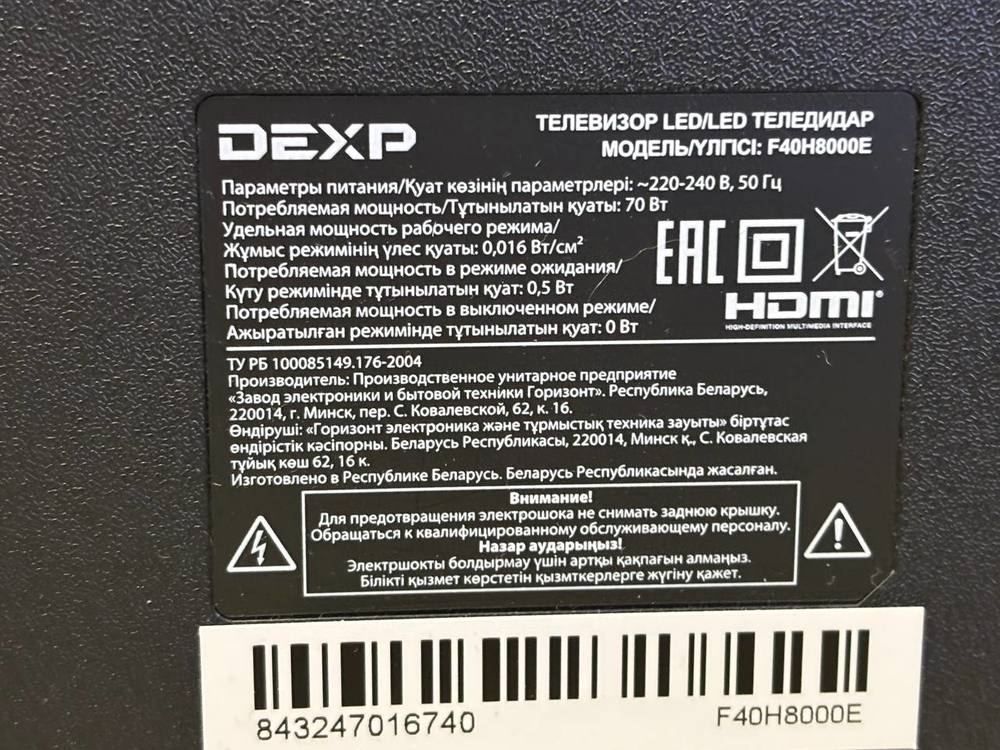 DEXP
ТЕЛЕВИЗОР LED/LED ТЕЛЕДИДАР
МОДЕЛЬ/ҮЛГІСІ: F40H8000E
Параметры питания/Қуат көзінің параметрлері: ~220-240 В, 50 Гц
Потребляемая мощность/Тұтынылатын қуаты: 70 Вт
Удельная мощность рабочего режима/
Жұмыс режимінің үлес қуаты: 0,016 Вт/см²
Потребляемая мощность в режиме ожидания/
Күту режимінде тұтынылатын қуат: 0,5 Вт
Потребляемая мощность в выключенном режиме/
Ажыратылған режимінде тұтынылатын қуат: 0 Вт
EAC
HDMI®
HIGH-DEFINITION MULTIMEDIA INTERFACE
ТУ РБ 100085149.176-2004
Производитель: Производственное унитарное предприятие
«Завод электроники и бытовой техники Горизонт». Республика Беларусь,
220014, г. Минск, пер. С. Ковалевской, 62, к. 16.
Өндіруші: «Горизонт электроника және тұрмыстық техника зауыты» біртұтас
өндірістік кәсіпорны. Беларусь Республикасы, 220014, Минск қ., С. Ковалевская
тұйық көш 62, 16 к.
Изготовлено в Республике Беларусь. Беларусь Республикасында жасалған.
Внимание!
Для предотвращения электрошока не снимать заднюю крышку.
Обращаться к квалифицированному обслуживающему персоналу.
Назар аударыңыз!
Электршокты болдырмау үшін артқы қақпағын алмаңыз.
Білікті қызмет көрстетін қызмткерлерге жүгіну қажет.
843247016740
F40H8000E